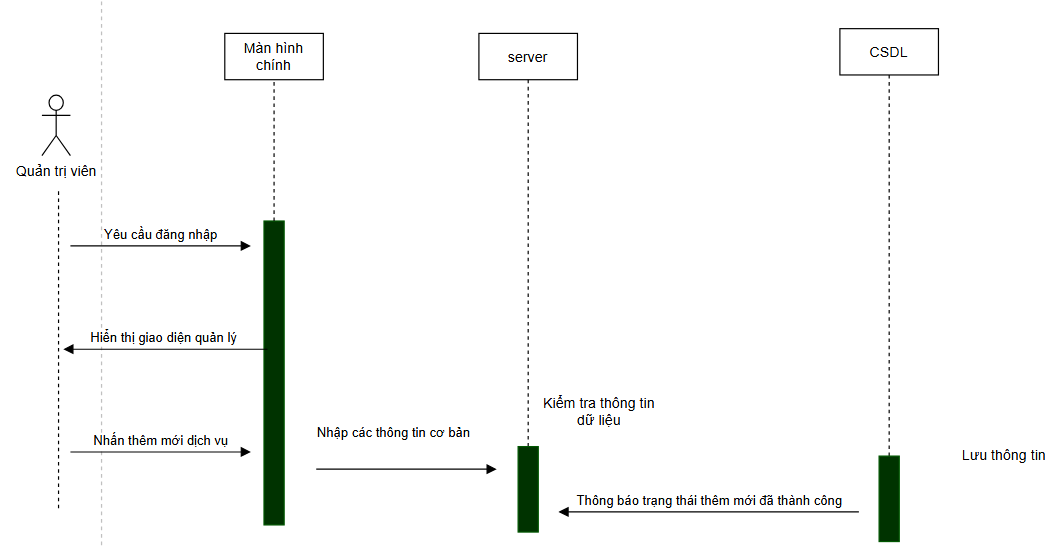 Màn hình
chính
server
CSDL
Quản trị viên
Yêu cầu đăng nhập
Hiển thị giao diện quản lý
Kiểm tra thông tin
dữ liệu
Nhấn thêm mới dịch vụ
Nhập các thông tin cơ bản
Lưu thông tin
Thông báo trạng thái thêm mới đã thành công